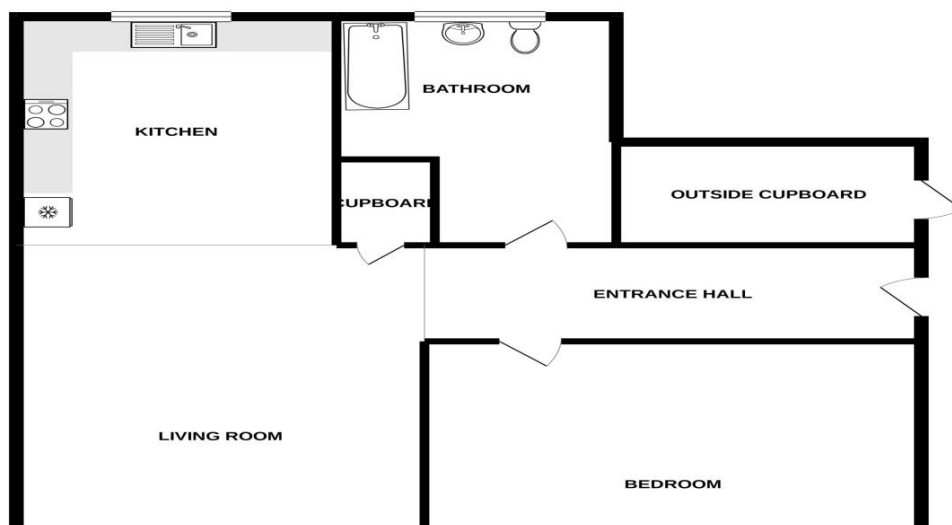 BATHROOM
KITCHEN
OUTSIDE CUPBOARD
CUPBOARD
ENTRANCE HALL
LIVING ROOM
BEDROOM